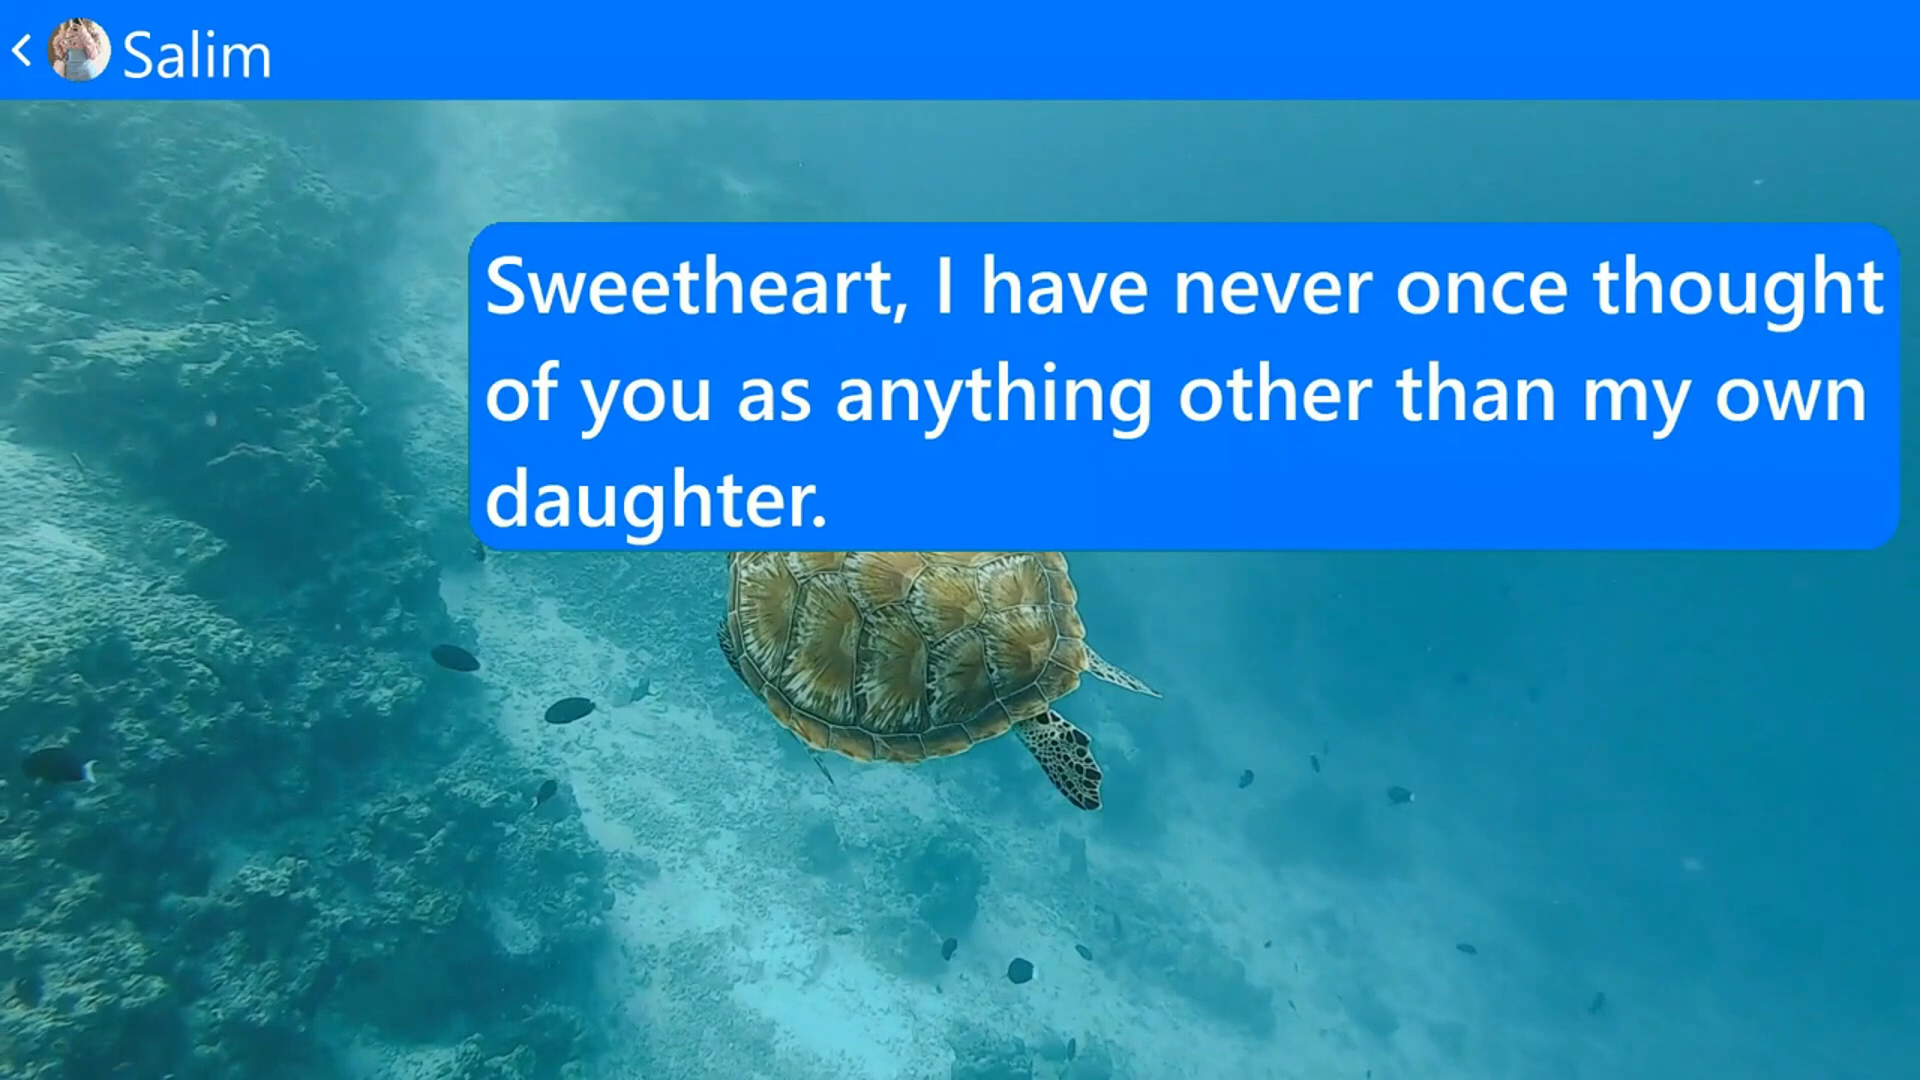 Salim
Sweetheart, I have never once thought
of you as anything other than my own
daughter.